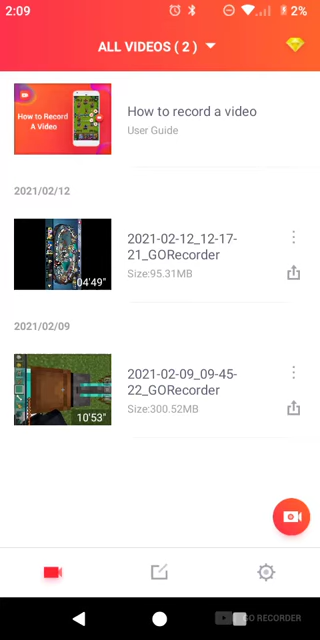 2:09
2%
ALL VIDEOS ( 2 )
How to Record
A Video
How to record a video
User Guide
2021/02/12
04'49"
2021-02-12_12-17-
21_GORecorder
Size:95.31MB
2021/02/09
10'53"
2021-02-09_09-45-
22_GORecorder
Size:300.52MB
GO RECORDER